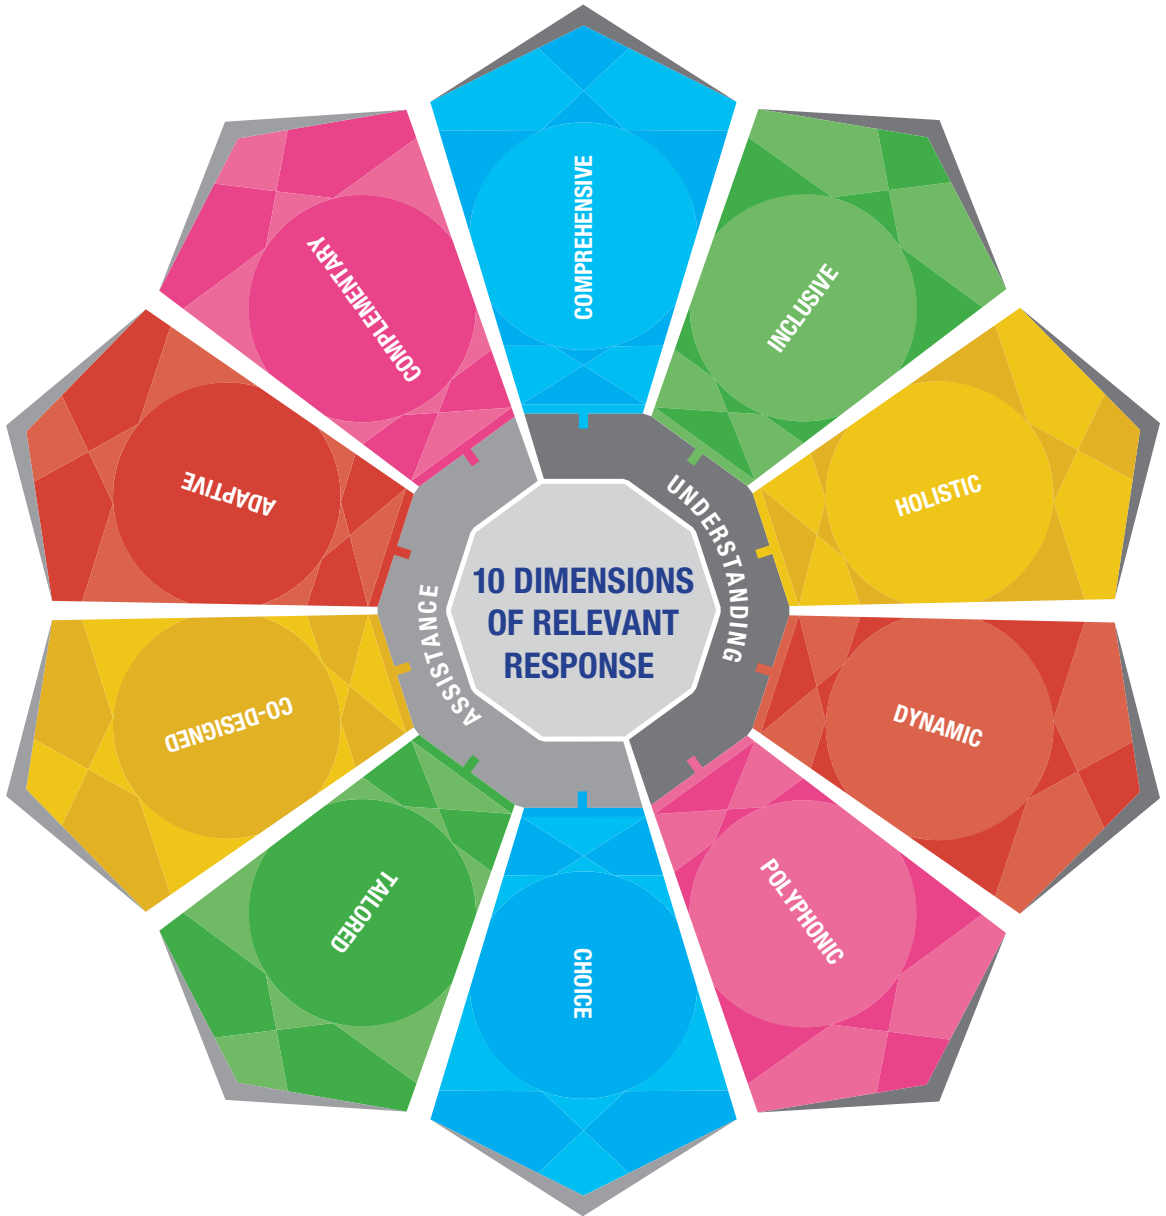 10 DIMENSIONS
OF RELEVANT
RESPONSE
UNDERSTANDING
COMPREHENSIVE
INCLUSIVE
HOLISTIC
DYNAMIC
POLYPHONIC
ASSISTANCE
CHOICE
TAILORED
CO-DESIGNED
ADAPTIVE
COMPLEMENTARY